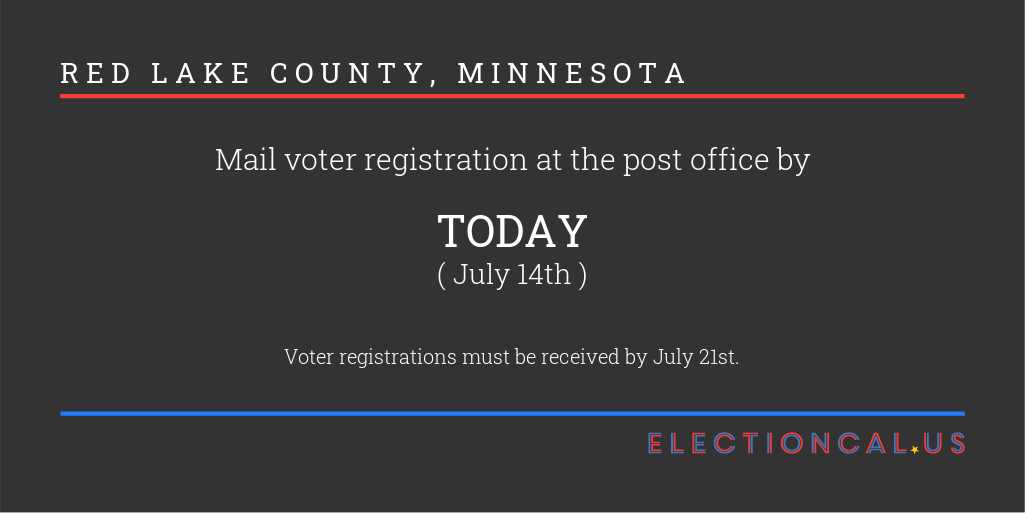 RED LAKE COUNTY, MINNESOTA
Mail voter registration at the post office by
TODAY
( July 14th )
Voter registrations must be received by July 21st.
ELECTIONCAL.US